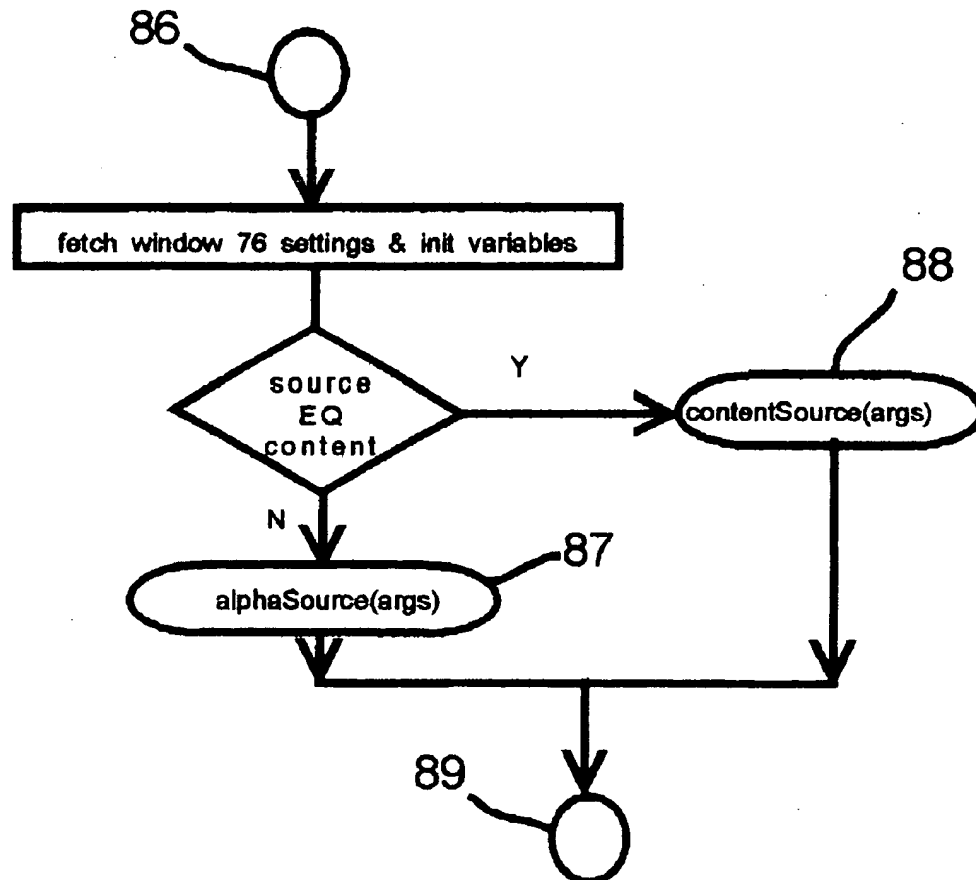 86
fetch window 76 settings & init variables
88
source
EQ
content
Y
contentSource(args)
N
87
alphaSource(args)
89